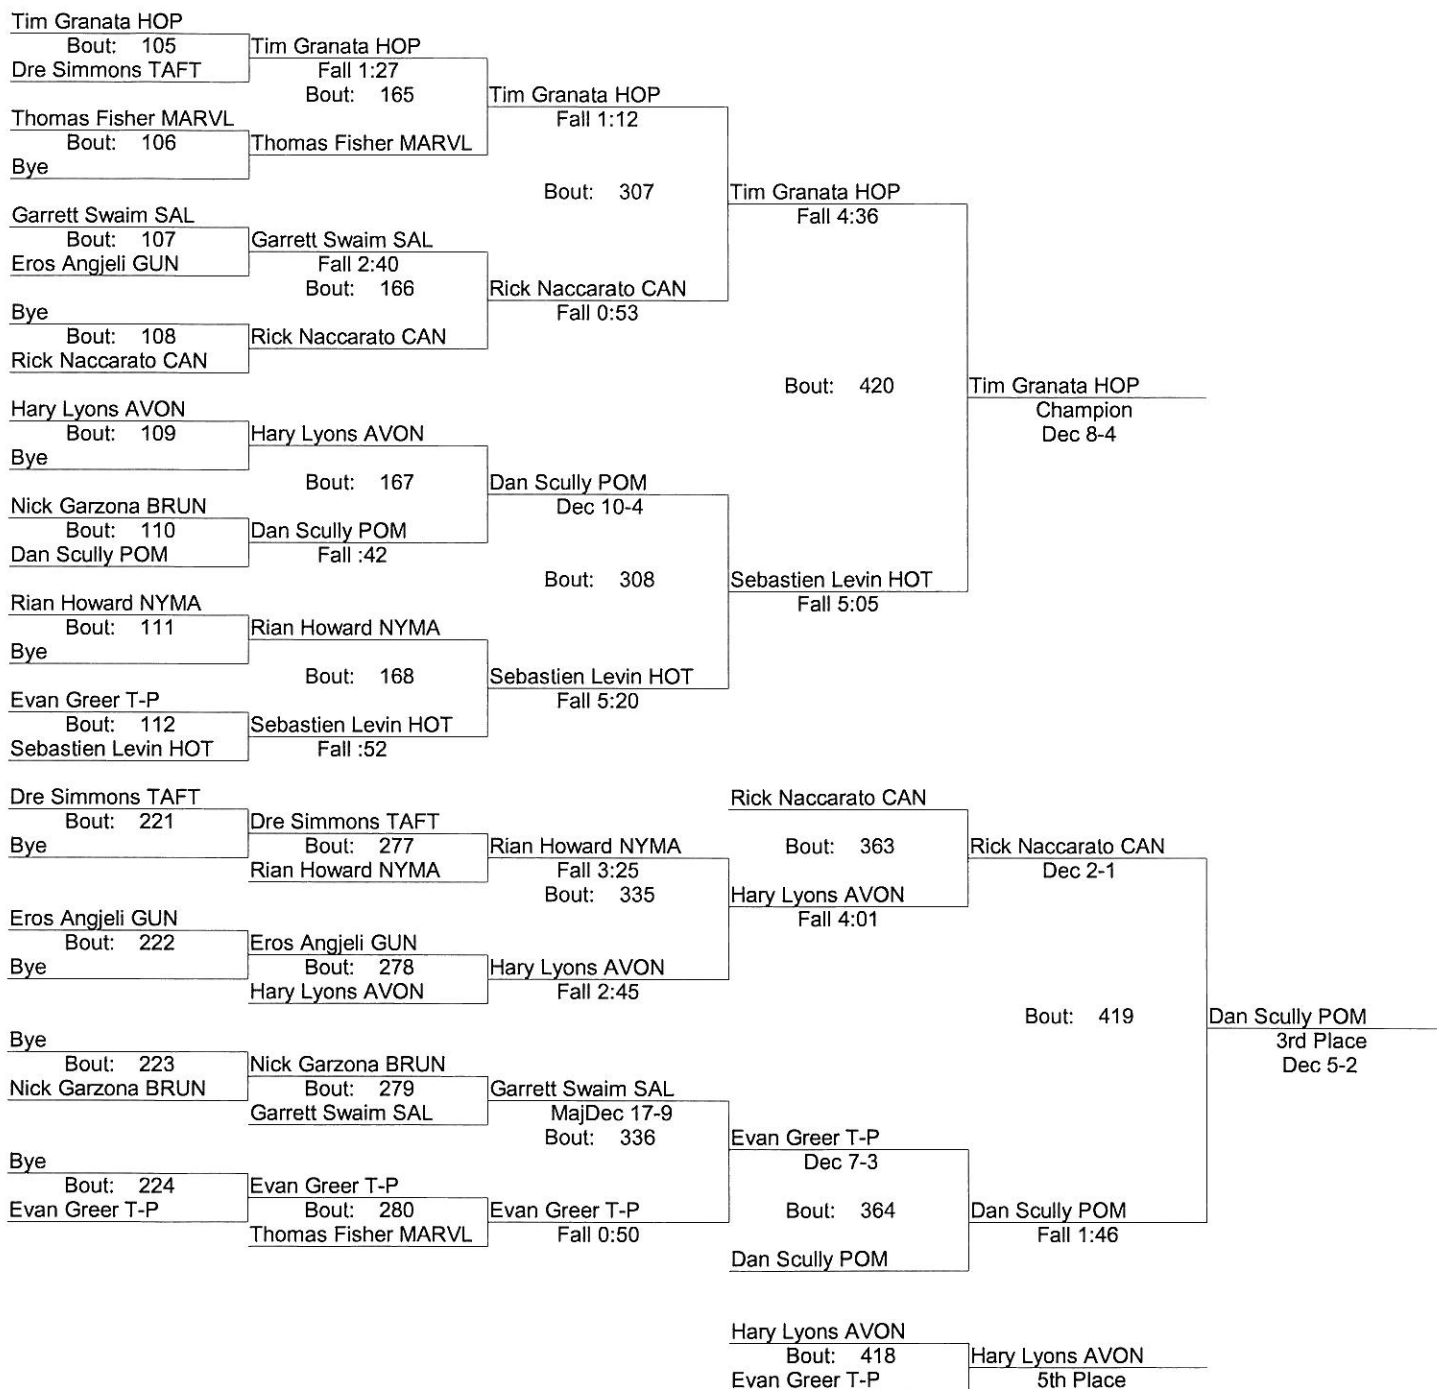 Tim Granata HOP
Bout: 105
Dre Simmons TAFT
Tim Granata HOP
Fall 1:27
Bout: 165
Thomas Fisher MARVL
Bout: 106
Bye
Thomas Fisher MARVL
Tim Granata HOP
Fall 1:12
Bout: 307
Garrett Swaim SAL
Bout: 107
Eros Angjeli GUN
Garrett Swaim SAL
Fall 2:40
Bout: 166
Bye
Bout: 108
Rick Naccarato CAN
Rick Naccarato CAN
Rick Naccarato CAN
Fall 0:53
Tim Granata HOP
Fall 4:36
Bout: 420
Hary Lyons AVON
Bout: 109
Bye
Hary Lyons AVON
Bout: 167
Nick Garzona BRUN
Bout: 110
Dan Scully POM
Dan Scully POM
Fall :42
Dan Scully POM
Dec 10-4
Bout: 308
Rian Howard NYMA
Bout: 111
Bye
Rian Howard NYMA
Bout: 168
Evan Greer T-P
Bout: 112
Sebastien Levin HOT
Sebastien Levin HOT
Fall :52
Sebastien Levin HOT
Fall 5:20
Sebastien Levin HOT
Fall 5:05
Tim Granata HOP
Champion
Dec 8-4
Dre Simmons TAFT
Bout: 221
Bye
Dre Simmons TAFT
Bout: 277
Rian Howard NYMA
Rian Howard NYMA
Fall 3:25
Bout: 335
Eros Angjeli GUN
Bout: 222
Bye
Eros Angjeli GUN
Bout: 278
Hary Lyons AVON
Hary Lyons AVON
Fall 2:45
Rick Naccarato CAN
Bout: 363
Hary Lyons AVON
Fall 4:01
Rick Naccarato CAN
Dec 2-1
Bout: 419
Bye
Bout: 223
Nick Garzona BRUN
Nick Garzona BRUN
Bout: 279
Garrett Swaim SAL
Garrett Swaim SAL
MajDec 17-9
Bout: 336
Bye
Bout: 224
Evan Greer T-P
Evan Greer T-P
Bout: 280
Thomas Fisher MARVL
Evan Greer T-P
Fall 0:50
Evan Greer T-P
Dec 7-3
Bout: 364
Dan Scully POM
Dan Scully POM
Fall 1:46
Dan Scully POM
3rd Place
Dec 5-2
Hary Lyons AVON
Bout: 418
Evan Greer T-P
Hary Lyons AVON
5th Place